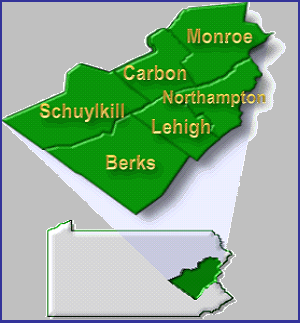 Monroe
Carbon
Northampton
Schuylkill
Lehigh
Berks